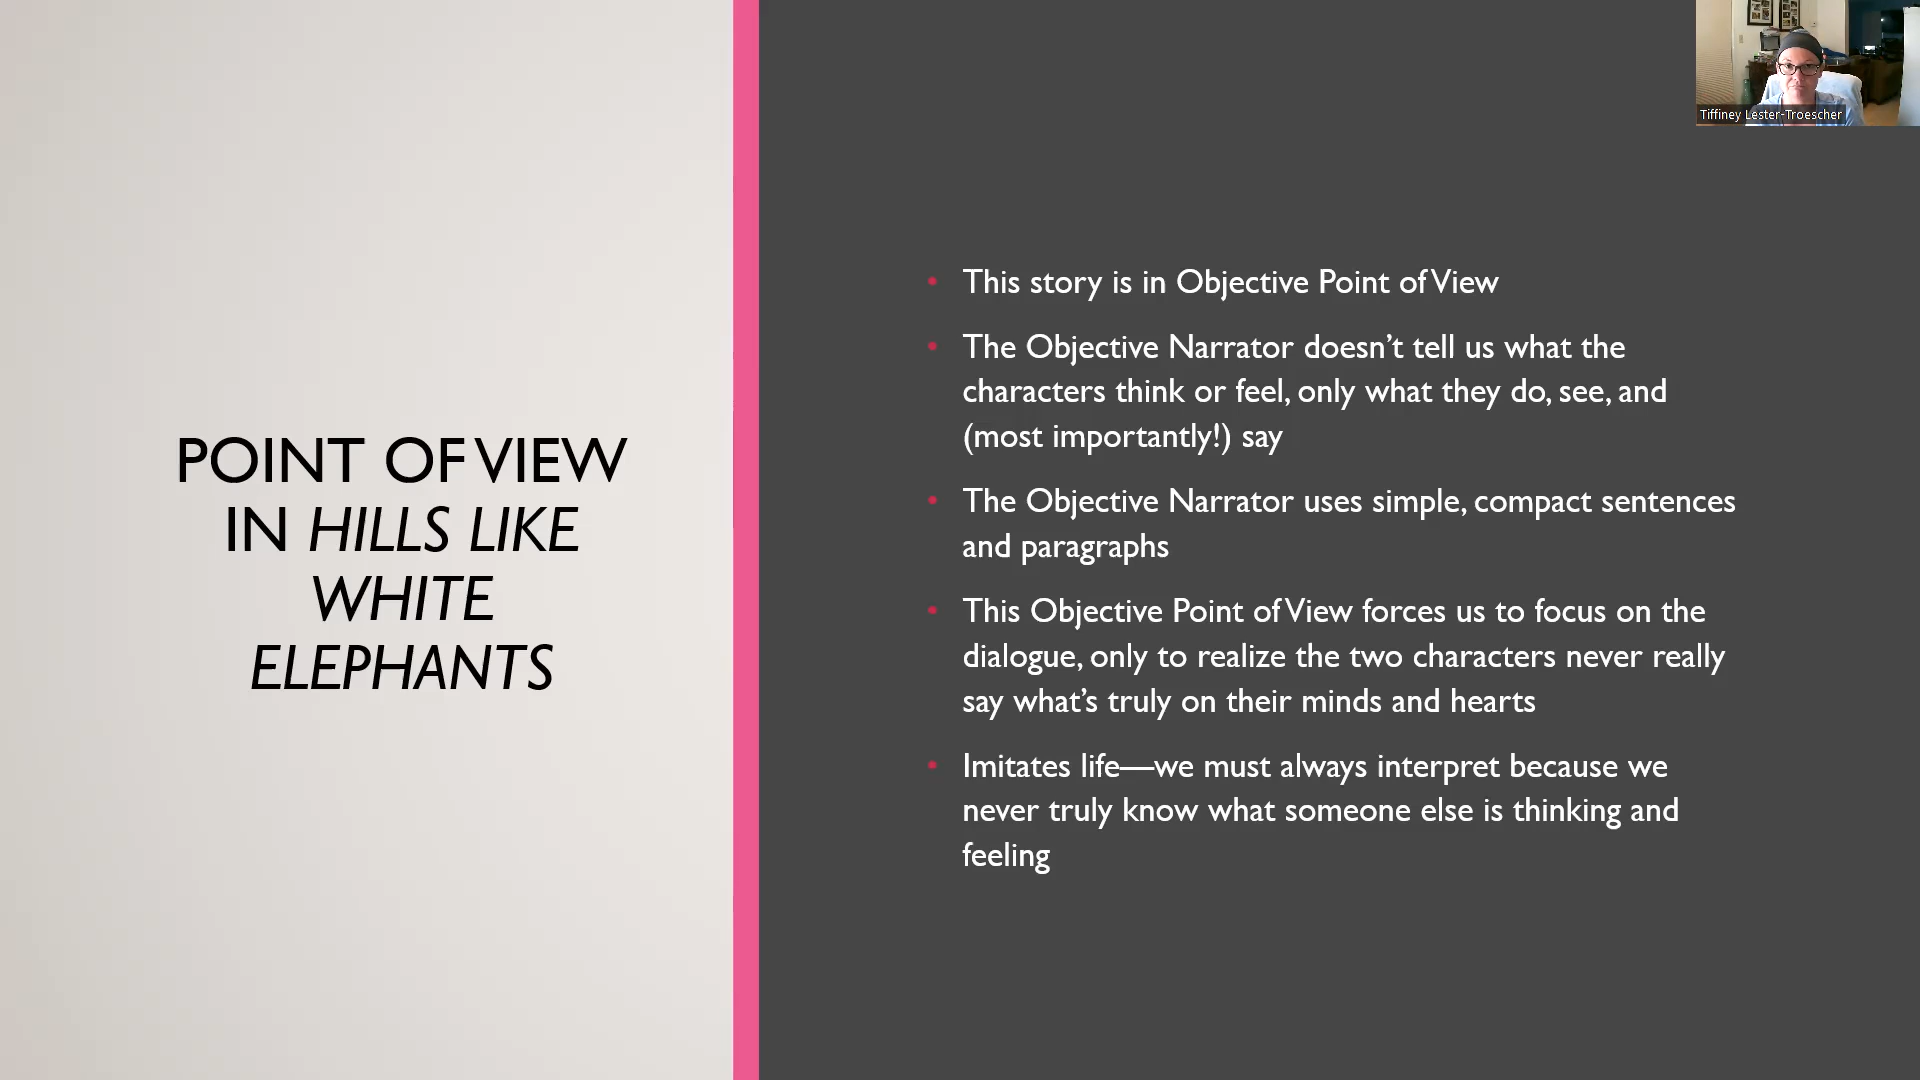 POINT OF VIEW
IN HILLS LIKE
WHITE
ELEPHANTS
Tiffiney Lester-Troescher
• This story is in Objective Point of View
• The Objective Narrator doesn’t tell us what the
characters think or feel, only what they do, see, and
(most importantly!) say
• The Objective Narrator uses simple, compact sentences
and paragraphs
• This Objective Point of View forces us to focus on the
dialogue, only to realize the two characters never really
say what’s truly on their minds and hearts
• Imitates life—we must always interpret because we
never truly know what someone else is thinking and
feeling